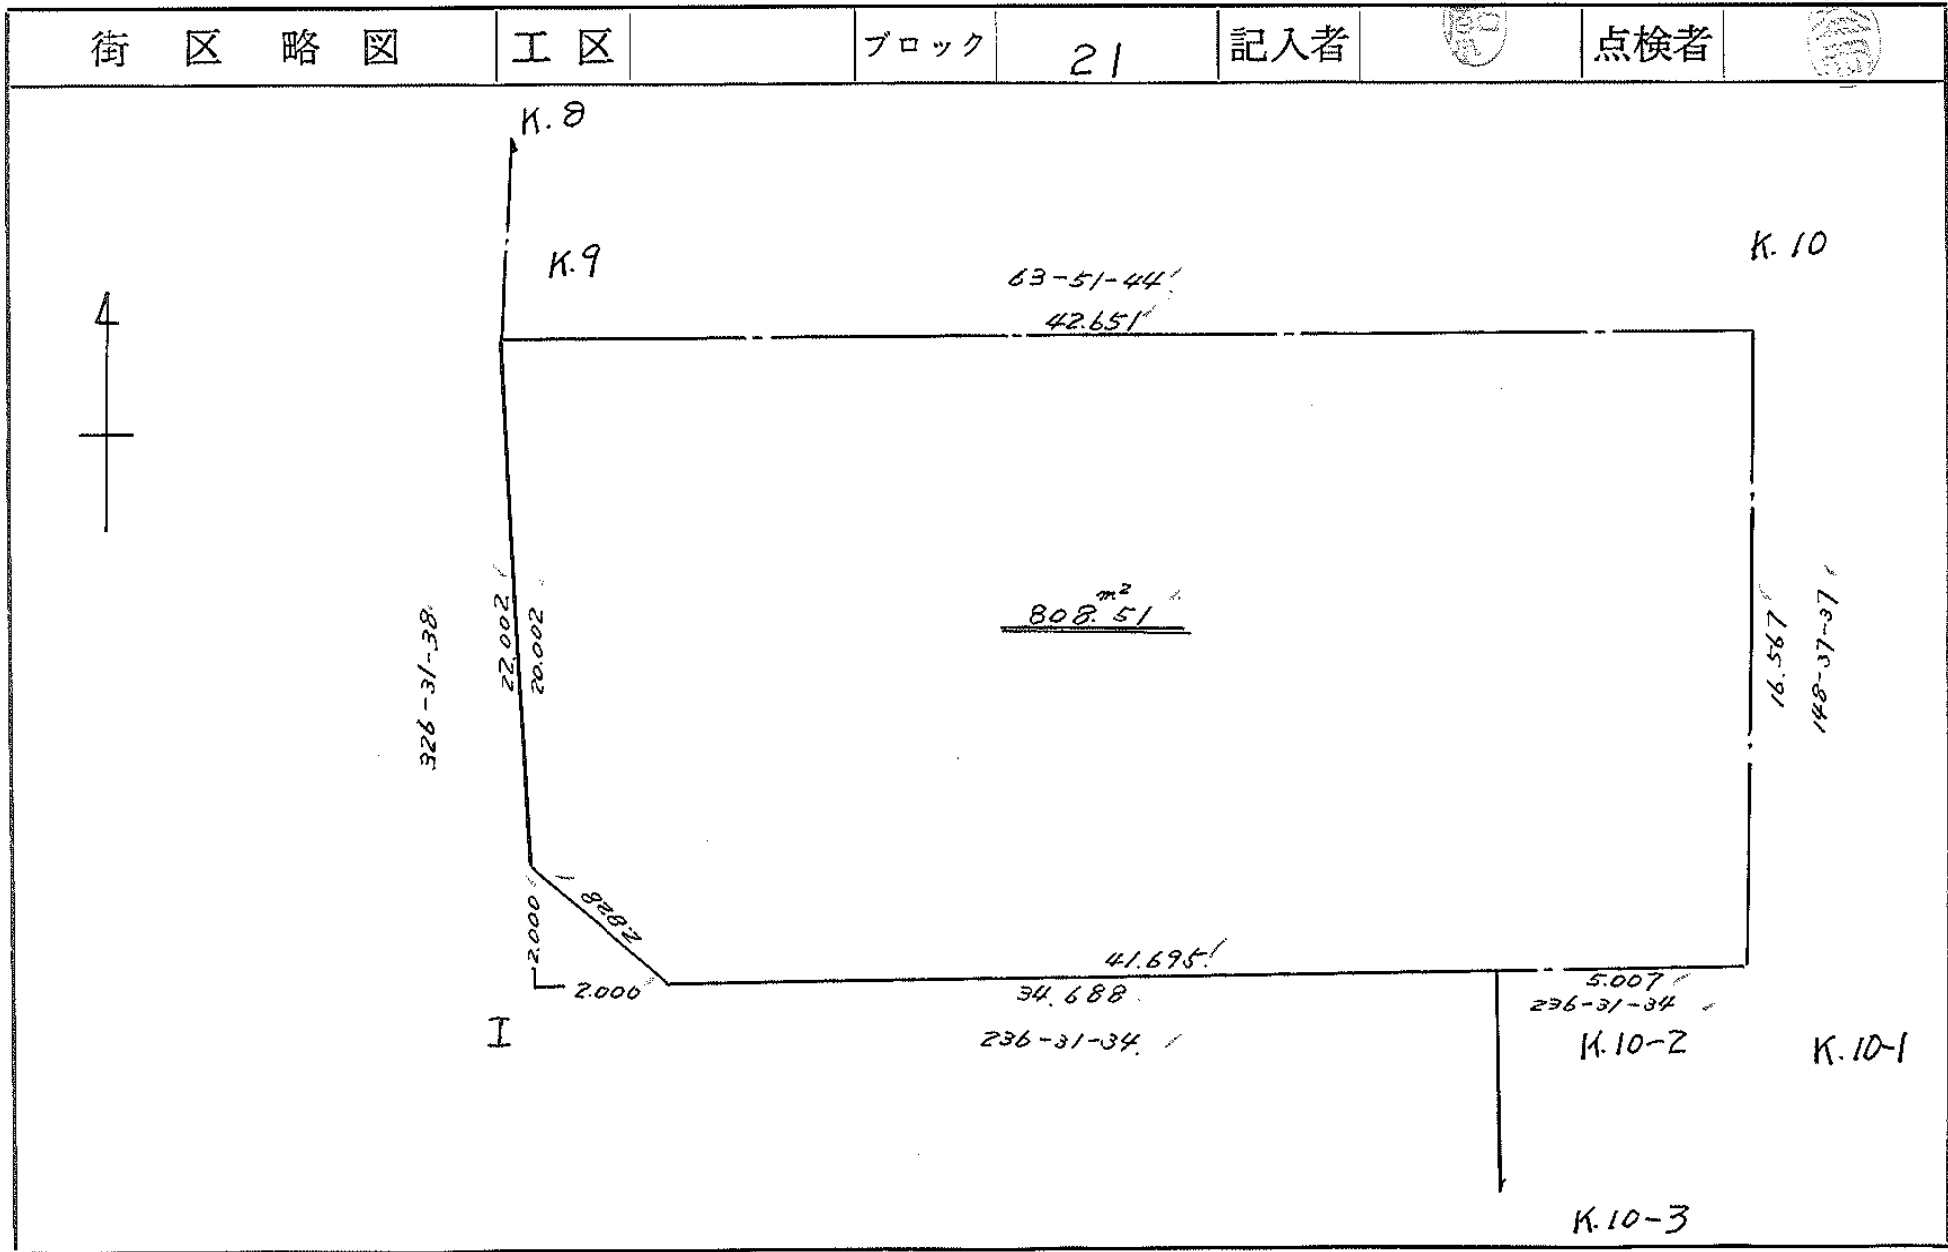 街区略図 工区 ブロック 21 記入者 点検者
K.8
K.9
K.10
63-51-44
42.651
326-31-38
22.002
20.002
808.51 m²
16.567
148-37-37
2.828
2.000
2.000
41.695
34.688
236-31-34
5.007
236-31-34
I
K.10-2
K.10-1
K.10-3